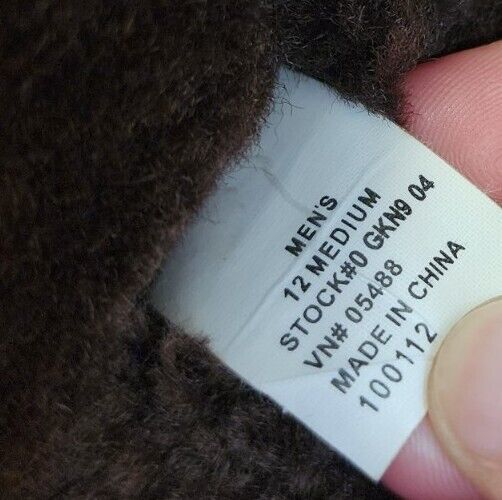 MEN'S
12 MEDIUM
STOCK#0 GKN9 04
VN# 05488
MADE IN CHINA
100112